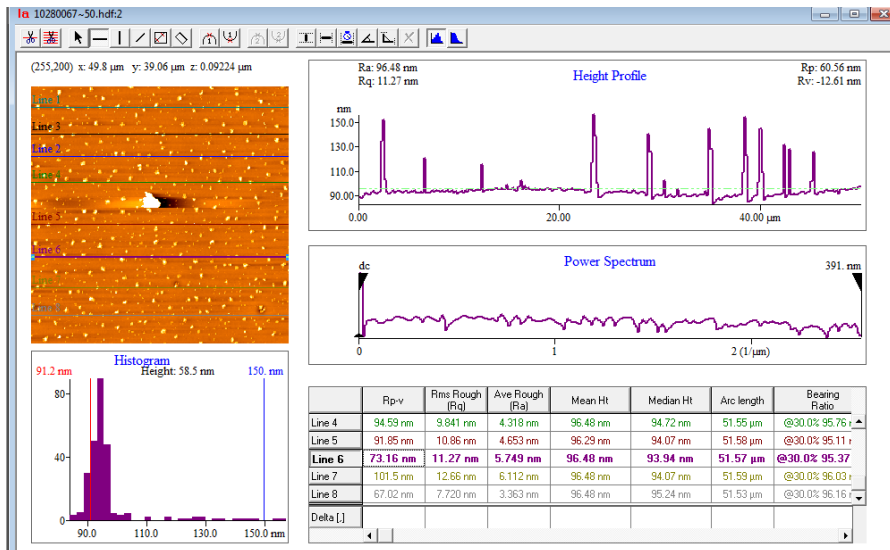 10280067~50.hdf:2
(255,200) x: 49.8 µm y: 39.06 µm z: 0.09224 µm
Line 1
Line 3
Line 2
Line 4
Line 5
Line 6
Ra: 96.48 nm
Rq: 11.27 nm
Height Profile
Rp: 60.56 nm
Rv: -12.61 nm
nm
150.0
130.0
110.0
90.00
0.00 20.00 40.00 µm
Power Spectrum
dc 391. nm
0 1 2 (1/µm)
Histogram
91.2 nm Height: 58.5 nm 150. nm
80
40
0
90.0 110.0 130.0 150.0 nm
Rp-v Rms Rough (Rq) Ave Rough (Ra) Mean Ht Median Ht Arc length Bearing Ratio
Line 4 94.59 nm 9.841 nm 4.318 nm 96.48 nm 94.72 nm 51.55 µm @30.0% 95.76
Line 5 91.85 nm 10.86 nm 4.653 nm 96.29 nm 94.07 nm 51.58 µm @30.0% 95.11
Line 6 73.16 nm 11.27 nm 5.749 nm 96.48 nm 93.94 nm 51.57 µm @30.0% 95.37
Line 7 101.5 nm 12.66 nm 6.112 nm 96.48 nm 94.07 nm 51.59 µm @30.0% 96.03
Line 8 67.02 nm 7.720 nm 3.363 nm 96.48 nm 95.24 nm 51.53 µm @30.0% 96.16
Delta [.]